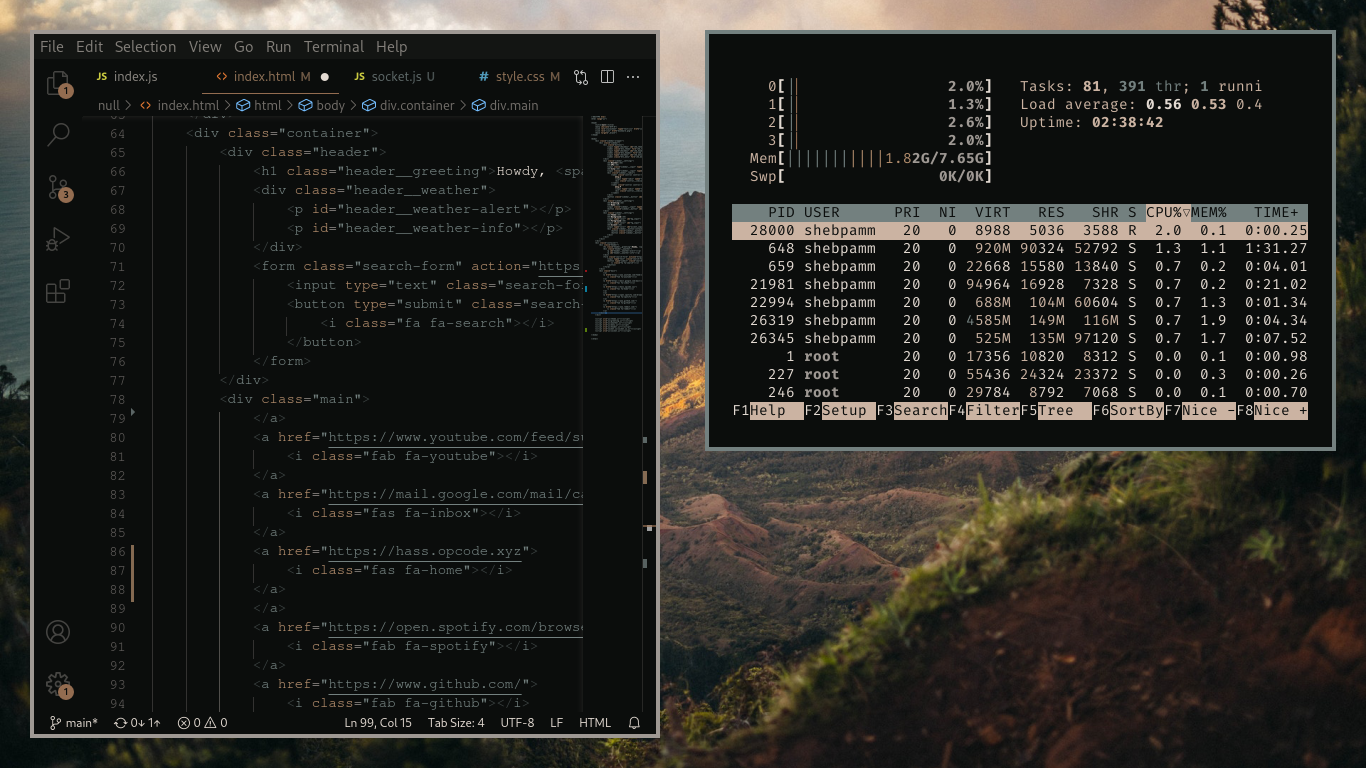 File Edit Selection View Go Run Terminal Help
JS index.js <> index.html M ● JS socket.js U # style.css M ...
null > <> index.html > html > body > div.container > div.main
64 <div class="container">
65 <div class="header">
66 <h1 class="header__greeting">Howdy, <spa
67 <div class="header__weather">
68 <p id="header__weather-alert"></p>
69 <p id="header__weather-info"></p>
70 </div>
71 <form class="search-form" action="https
72 <input type="text" class="search-fo
73 <button type="submit" class="search-
74 <i class="fa fa-search"></i>
75 </button>
76 </form>
77 </div>
78 <div class="main">
79 </a>
80 <a href="https://www.youtube.com/feed/su
81 <i class="fab fa-youtube"></i>
82 </a>
83 <a href="https://mail.google.com/mail/ca
84 <i class="fas fa-inbox"></i>
85 </a>
86 <a href="https://hass.opcode.xyz">
87 <i class="fas fa-home"></i>
88 </a>
89 </a>
90 <a href="https://open.spotify.com/browse
91 <i class="fab fa-spotify"></i>
92 </a>
93 <a href="https://www.github.com/">
94 <i class="fab fa-github"></i>
1
3
1
main* 0↓ 1↑ 0 0 Ln 99, Col 15 Tab Size: 4 UTF-8 LF HTML
0[|| 2.0%] Tasks: 81, 391 thr; 1 runni
1[|| 1.3%] Load average: 0.56 0.53 0.4
2[|| 2.6%] Uptime: 02:38:42
3[|| 2.0%]
Mem[|||||||||||1.82G/7.65G]
Swp[ 0K/0K]
PID USER PRI NI VIRT RES SHR S CPU%▽MEM% TIME+
28000 shebpamm 20 0 8988 5036 3588 R 2.0 0.1 0:00.25
648 shebpamm 20 0 920M 90324 52792 S 1.3 1.1 1:31.27
659 shebpamm 20 0 22668 15580 13840 S 0.7 0.2 0:04.01
21981 shebpamm 20 0 94964 16928 7328 S 0.7 0.2 0:21.02
22994 shebpamm 20 0 688M 104M 60604 S 0.7 1.3 0:01.34
26319 shebpamm 20 0 4585M 149M 116M S 0.7 1.9 0:04.34
26345 shebpamm 20 0 525M 135M 97120 S 0.7 1.7 0:07.52
1 root 20 0 17356 10820 8312 S 0.0 0.1 0:00.98
227 root 20 0 55436 24324 23372 S 0.0 0.3 0:00.26
246 root 20 0 29784 8792 7068 S 0.0 0.1 0:00.70
F1Help F2Setup F3SearchF4FilterF5Tree F6SortByF7Nice -F8Nice +